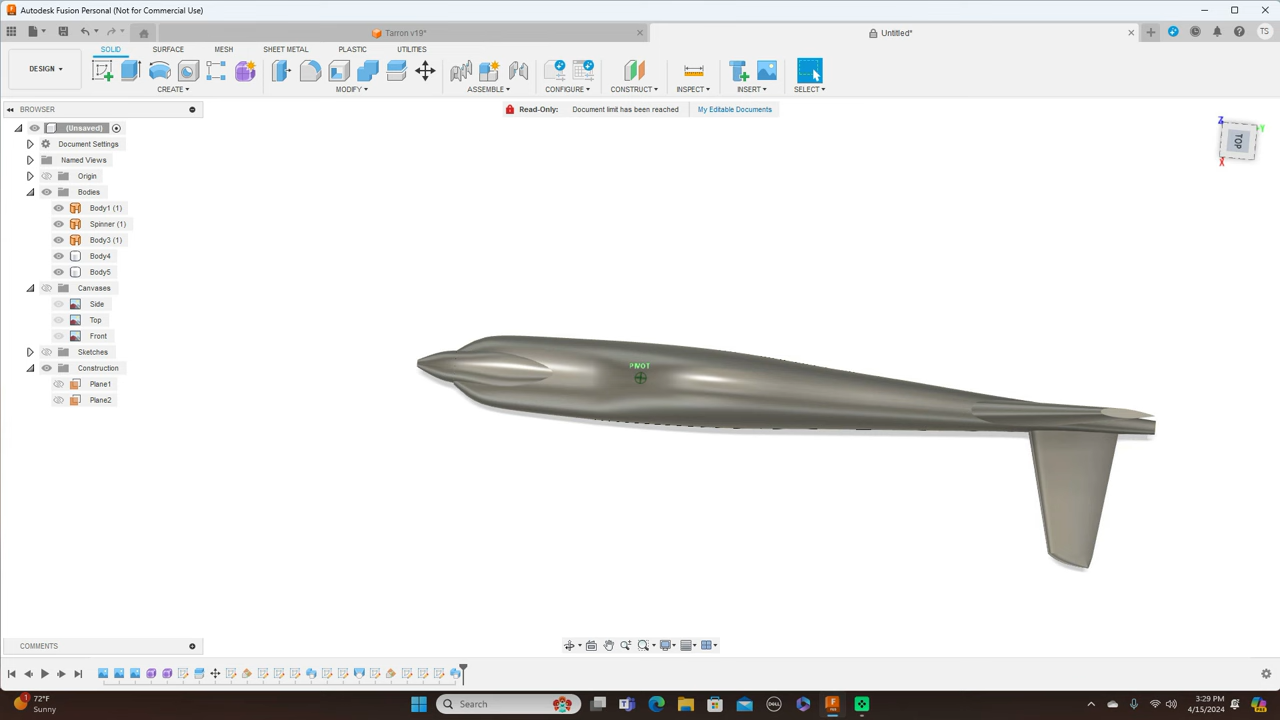 Autodesk Fusion Personal (Not for Commercial Use)
Tarron v19*
Untitled*
TS
DESIGN
SOLID
SURFACE
MESH
SHEET METAL
PLASTIC
UTILITIES
CREATE
MODIFY
ASSEMBLE
CONFIGURE
CONSTRUCT
INSPECT
INSERT
SELECT
BROWSER
Read-Only: Document limit has been reached My Editable Documents
(Unsaved)
Document Settings
Named Views
Origin
Bodies
Body1 (1)
Spinner (1)
Body3 (1)
Body4
Body5
Canvases
Side
Top
Front
Sketches
Construction
Plane1
Plane2
Z
Y
TOP
X
PIVOT
COMMENTS
72°F
Sunny
1
Search
DELL
3:29 PM
4/15/2024